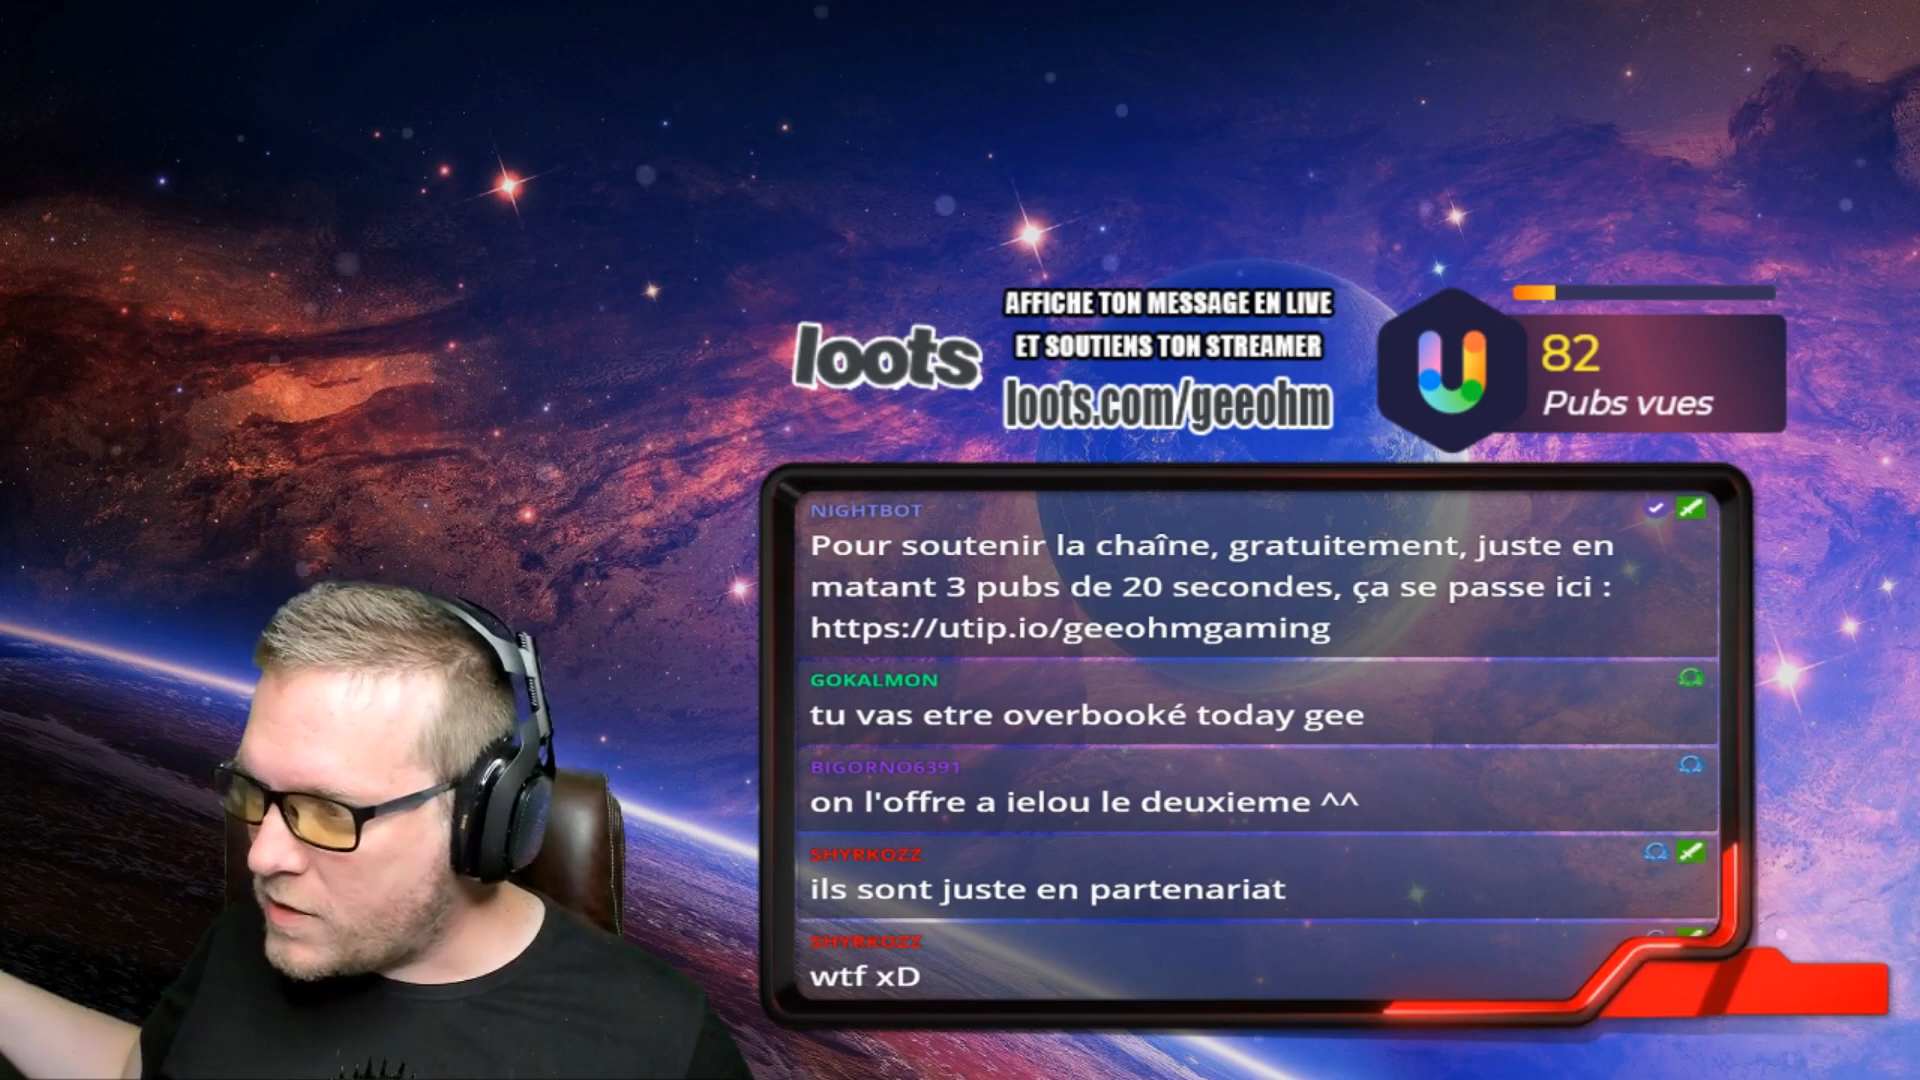 AFFICHE TON MESSAGE EN LIVE
ET SOUTIENS TON STREAMER
loots
loots.com/geeohm
82
Pubs vues
NIGHTBOT
Pour soutenir la chaîne, gratuitement, juste en
matant 3 pubs de 20 secondes, ça se passe ici :
https://utip.io/geeohmgaming
GOKALMON
tu vas etre overbooké today gee
BIGORNO6391
on l'offre a ielou le deuxieme ^^
SHYRKOZZ
ils sont juste en partenariat
SHYRKOZZ
wtf xD